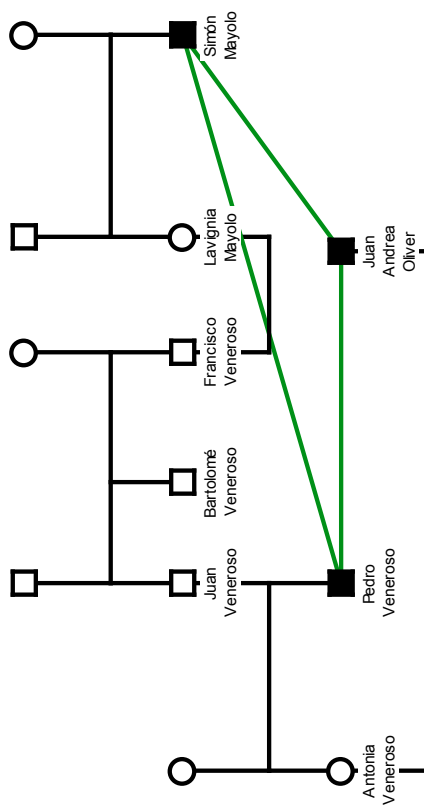 Simón
Mayolo
Lavignia
Mayolo
Juan
Andrea
Oliver
Francisco
Veneroso
Bartolomé
Veneroso
Juan
Veneroso
Pedro
Veneroso
Antonia
Veneroso